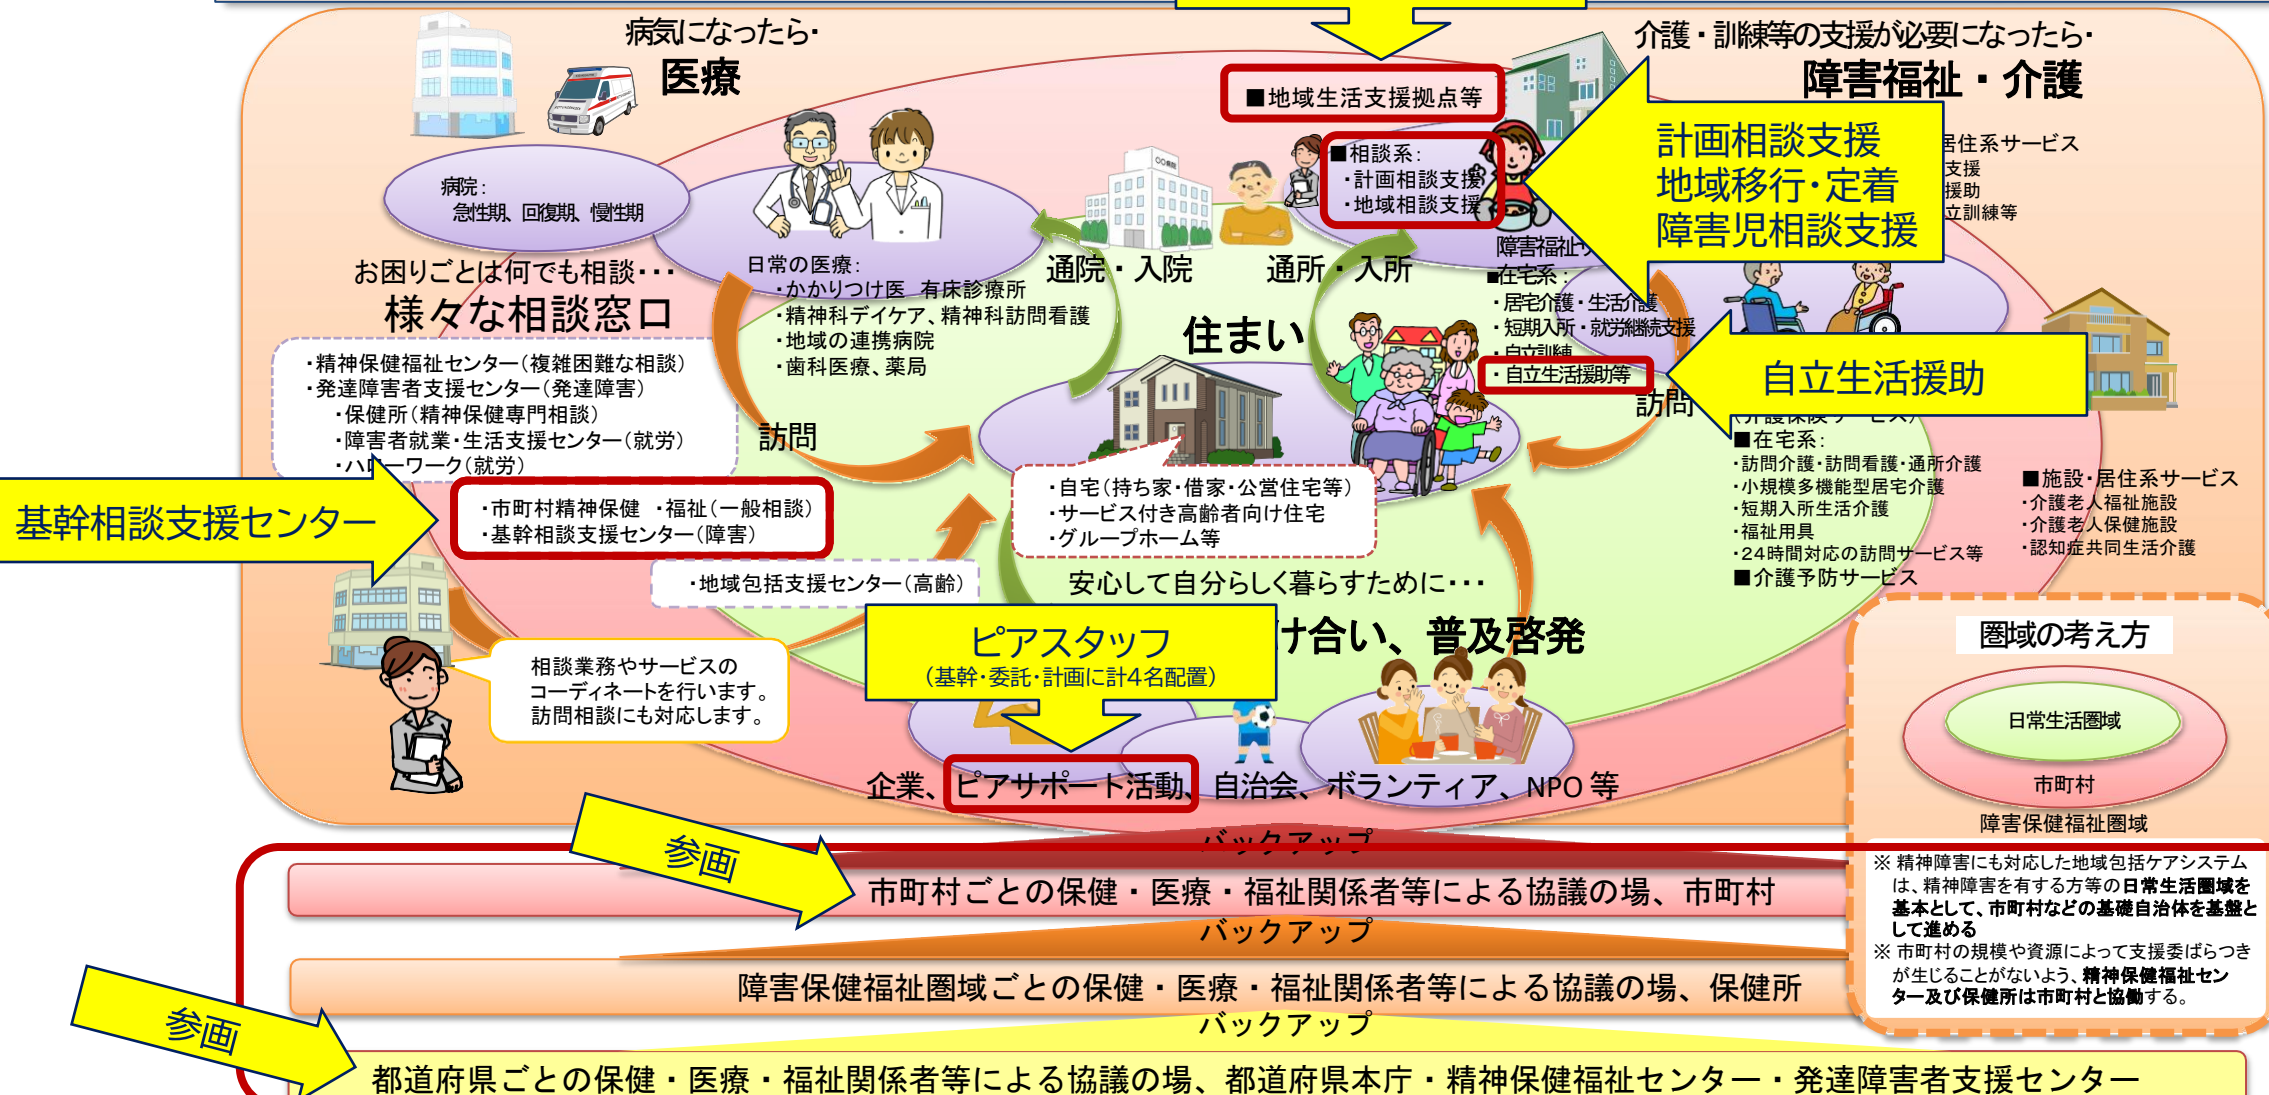 病気になったら・
医療
介護・訓練等の支援が必要になったら・
障害福祉・介護
■地域生活支援拠点等
■相談系:
・計画相談支援
・地域相談支援
計画相談支援
地域移行・定着
障害児相談支援
居住系サービス
支援
援助
立訓練等
病院:
急性期、回復期、慢性期
○○病院
お困りごとは何でも相談・・・
様々な相談窓口
日常の医療:
・かかりつけ医、有床診療所
・精神科デイケア、精神科訪問看護
・地域の連携病院
・歯科医療、薬局
通院・入院
通所・入所
障害福祉サ
■在宅系:
・居宅介護・生活介護
・短期入所・就労継続支援
・自立訓練
・自立生活援助等
自立生活援助
住まい
・精神保健福祉センター(複雑困難な相談)
・発達障害者支援センター(発達障害)
・保健所(精神保健専門相談)
・障害者就業・生活支援センター(就労)
・ハローワーク(就労)
訪問
訪問
基幹相談支援センター
・市町村精神保健 ・福祉(一般相談)
・基幹相談支援センター(障害)
・地域包括支援センター(高齢)
・自宅(持ち家・借家・公営住宅等)
・サービス付き高齢者向け住宅
・グループホーム等
(介護保険サービス)
■在宅系:
・訪問介護・訪問看護・通所介護
・小規模多機能型居宅介護
・短期入所生活介護
・福祉用具
・24時間対応の訪問サービス等
■介護予防サービス
■施設・居住系サービス
・介護老人福祉施設
・介護老人保健施設
・認知症共同生活介護
安心して自分らしく暮らすために・・・
け合い、普及啓発
ピアスタッフ
(基幹・委託・計画に計4名配置)
相談業務やサービスの
コーディネートを行います。
訪問相談にも対応します。
企業、ピアサポート活動、自治会、ボランティア、NPO 等
圏域の考え方
日常生活圏域
市町村
障害保健福祉圏域
※ 精神障害にも対応した地域包括ケアシステム
は、精神障害を有する方等の日常生活圏域を
基本として、市町村などの基礎自治体を基盤と
して進める
※ 市町村の規模や資源によって支援委ばらつき
が生じることがないよう、精神保健福祉セン
ター及び保健所は市町村と協働する。
バックアップ
参画
市町村ごとの保健・医療・福祉関係者等による協議の場、市町村
バックアップ
障害保健福祉圏域ごとの保健・医療・福祉関係者等による協議の場、保健所
バックアップ
参画
都道府県ごとの保健・医療・福祉関係者等による協議の場、都道府県本庁・精神保健福祉センター・発達障害者支援センター